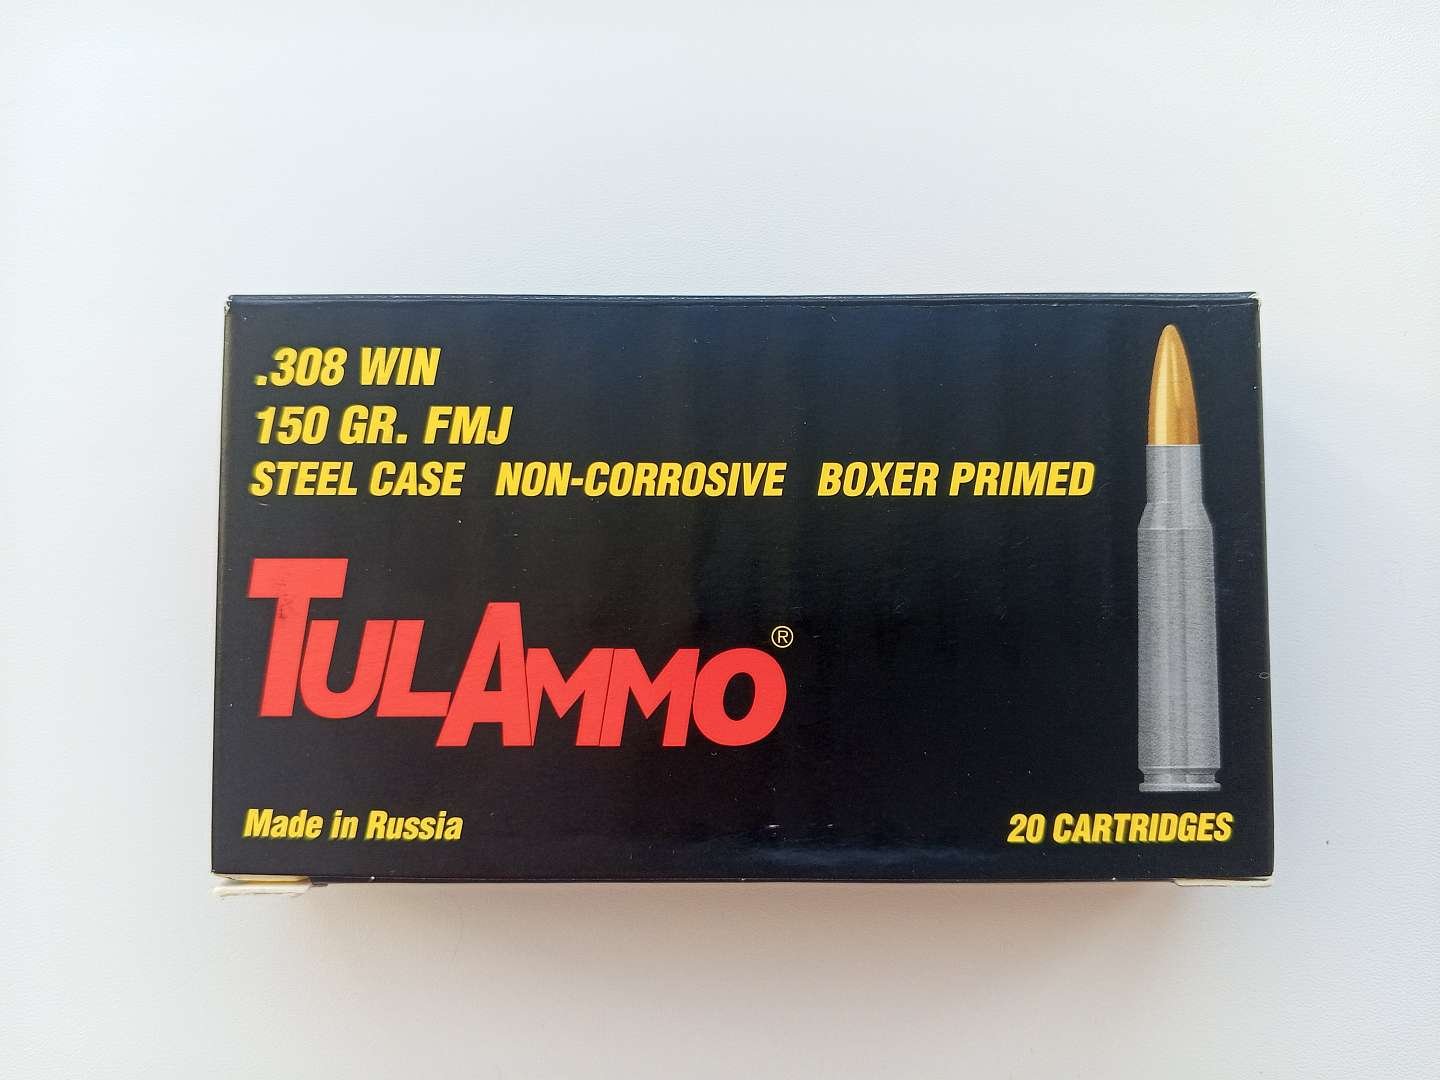 .308 WIN
150 GR. FMJ
STEEL CASE NON-CORROSIVE BOXER PRIMED
TULAMMO®
Made in Russia
20 CARTRIDGES